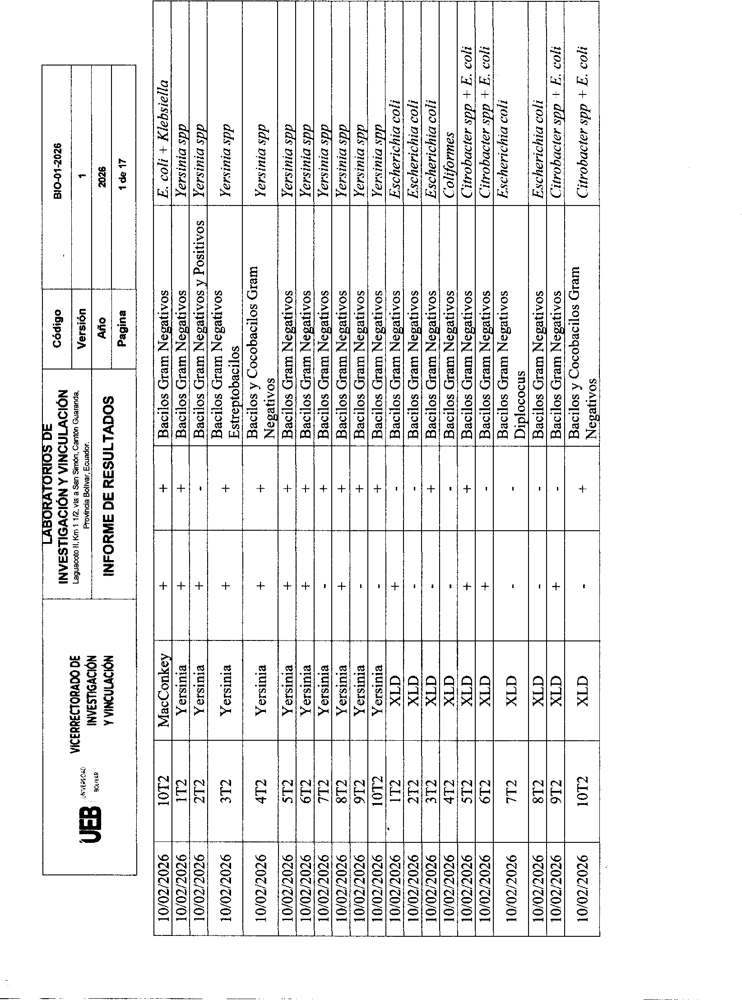 UEB
UNIVERSIDAD
BOLIVAR
VICERRECTORADO DE
INVESTIGACIÓN
Y VINCULACIÓN
LABORATORIOS DE
INVESTIGACIÓN Y VINCULACIÓN
Laguacoto II, Km 1 1/2, vía a San Simón, Cantón Guaranda,
Provincia Bolívar, Ecuador.
INFORME DE RESULTADOS
Código BIO-01-2026
Versión 1
Año 2026
Pagina 1 de 17
10/02/2026 10T2 MacConkey + + Bacilos Gram Negativos E. coli + Klebsiella
10/02/2026 1T2 Yersinia + + Bacilos Gram Negativos Yersinia spp
10/02/2026 2T2 Yersinia + - Bacilos Gram Negativos y Positivos Yersinia spp
10/02/2026 3T2 Yersinia + + Bacilos Gram Negativos Yersinia spp
Estreptobacilos
10/02/2026 4T2 Yersinia + + Bacilos y Cocobacilos Gram Yersinia spp
Negativos
10/02/2026 5T2 Yersinia + + Bacilos Gram Negativos Yersinia spp
10/02/2026 6T2 Yersinia + + Bacilos Gram Negativos Yersinia spp
10/02/2026 7T2 Yersinia - + Bacilos Gram Negativos Yersinia spp
10/02/2026 8T2 Yersinia + + Bacilos Gram Negativos Yersinia spp
10/02/2026 9T2 Yersinia - + Bacilos Gram Negativos Yersinia spp
10/02/2026 10T2 Yersinia - + Bacilos Gram Negativos Yersinia spp
10/02/2026 1T2 XLD + - Bacilos Gram Negativos Escherichia coli
10/02/2026 2T2 XLD - - Bacilos Gram Negativos Escherichia coli
10/02/2026 3T2 XLD - + Bacilos Gram Negativos Escherichia coli
10/02/2026 4T2 XLD - - Bacilos Gram Negativos Coliformes
10/02/2026 5T2 XLD + + Bacilos Gram Negativos Citrobacter spp + E. coli
10/02/2026 6T2 XLD + - Bacilos Gram Negativos Citrobacter spp + E. coli
10/02/2026 7T2 XLD - - Bacilos Gram Negativos Escherichia coli
Diplococus
10/02/2026 8T2 XLD - - Bacilos Gram Negativos Escherichia coli
10/02/2026 9T2 XLD + - Bacilos Gram Negativos Citrobacter spp + E. coli
10/02/2026 10T2 XLD - + Bacilos y Cocobacilos Gram Citrobacter spp + E. coli
Negativos